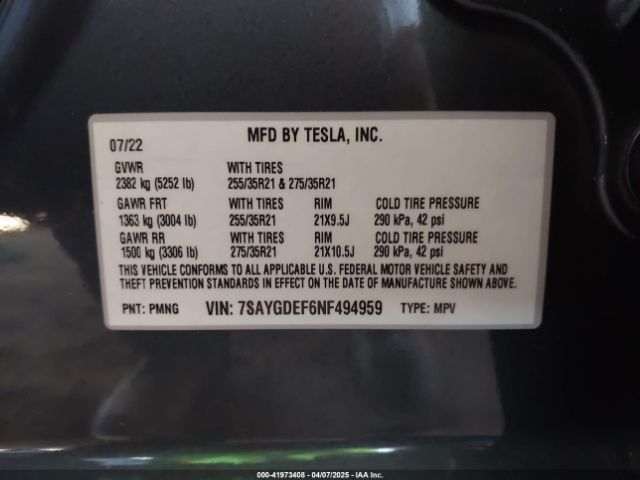 07/22 MFD BY TESLA, INC.
GVWR WITH TIRES
2382 kg (5252 lb) 255/35R21 & 275/35R21
GAWR FRT WITH TIRES RIM COLD TIRE PRESSURE
1363 kg (3004 lb) 255/35R21 21X9.5J 290 kPa, 42 psi
GAWR RR WITH TIRES RIM COLD TIRE PRESSURE
1500 kg (3306 lb) 275/35R21 21X10.5J 290 kPa, 42 psi
THIS VEHICLE CONFORMS TO ALL APPLICABLE U.S. FEDERAL MOTOR VEHICLE SAFETY AND
THEFT PREVENTION STANDARDS IN EFFECT ON THE DATE OF MANUFACTURE SHOWN ABOVE.
PNT: PMNG VIN: 7SAYGDEF6NF494959 TYPE: MPV
000-41973408 - 04/07/2025 - IAA Inc.